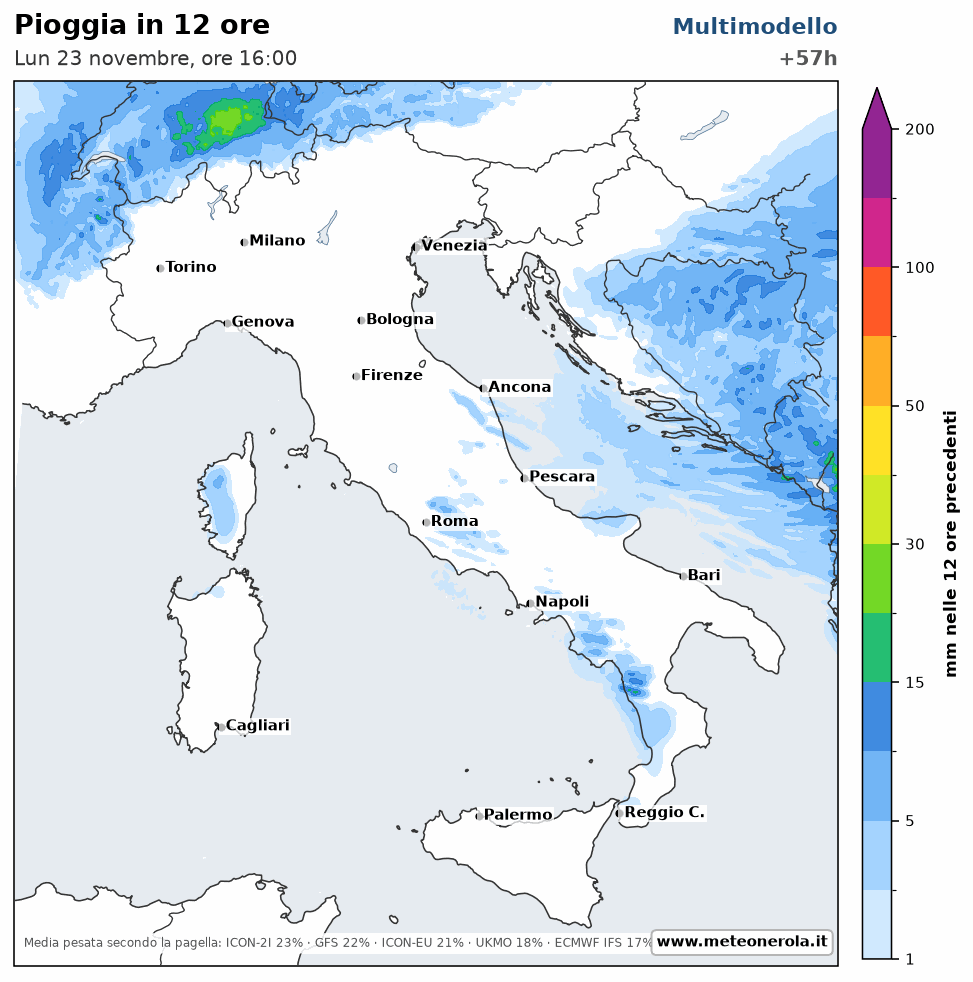 Pioggia in 12 ore
Multimodello
Lun 23 novembre, ore 16:00
+57h
200
100
50
30
15
5
1
mm nelle 12 ore precedenti
Milano
Venezia
Torino
Genova
Bologna
Firenze
Ancona
Pescara
Roma
Bari
Napoli
Cagliari
Palermo
Reggio C.
Media pesata secondo la pagella: ICON-2I 23% · GFS 22% · ICON-EU 21% · UKMO 18% · ECMWF IFS 17%
www.meteonerola.it